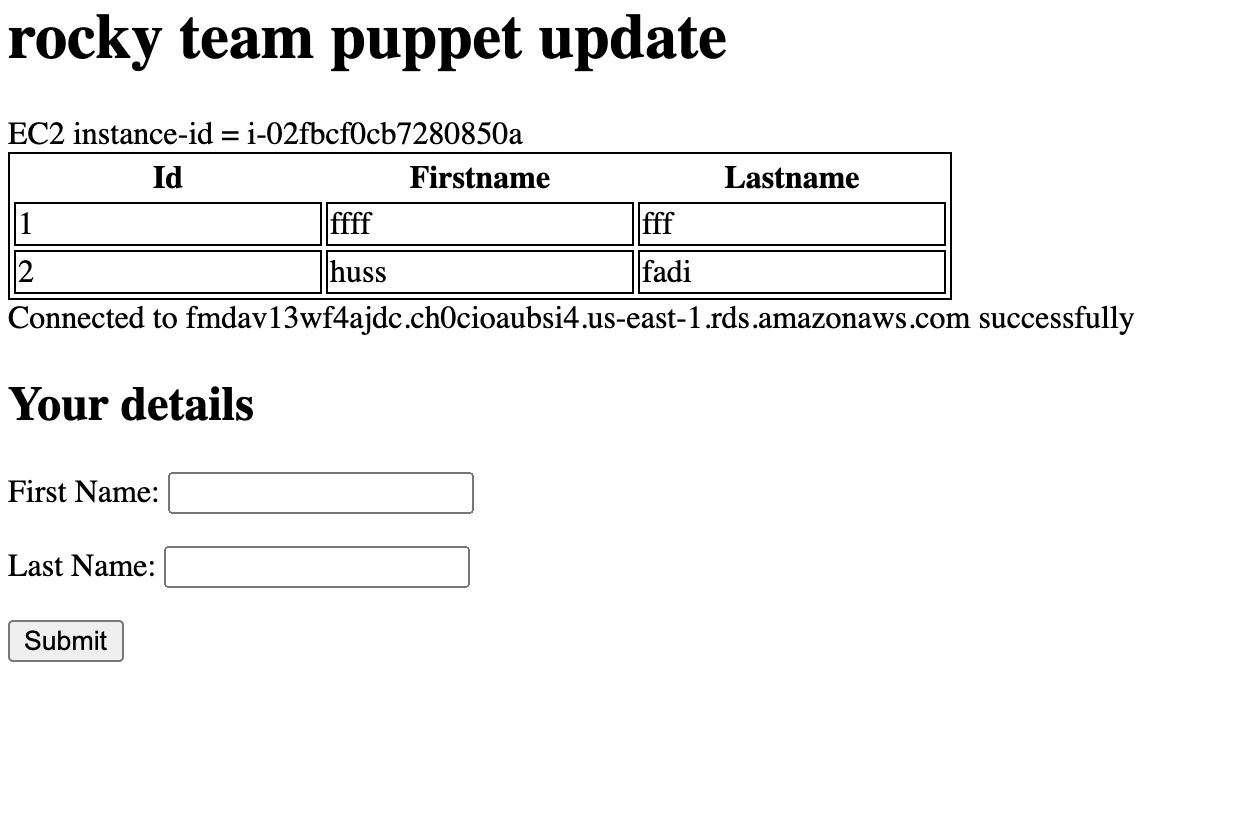 rocky team puppet update
EC2 instance-id = i-02fbcf0cb7280850a
Id Firstname Lastname
1 ffff fff
2 huss fadi
Connected to fmdav13wf4ajdc.ch0cioaubsi4.us-east-1.rds.amazonaws.com successfully
Your details
First Name:
Last Name:
Submit